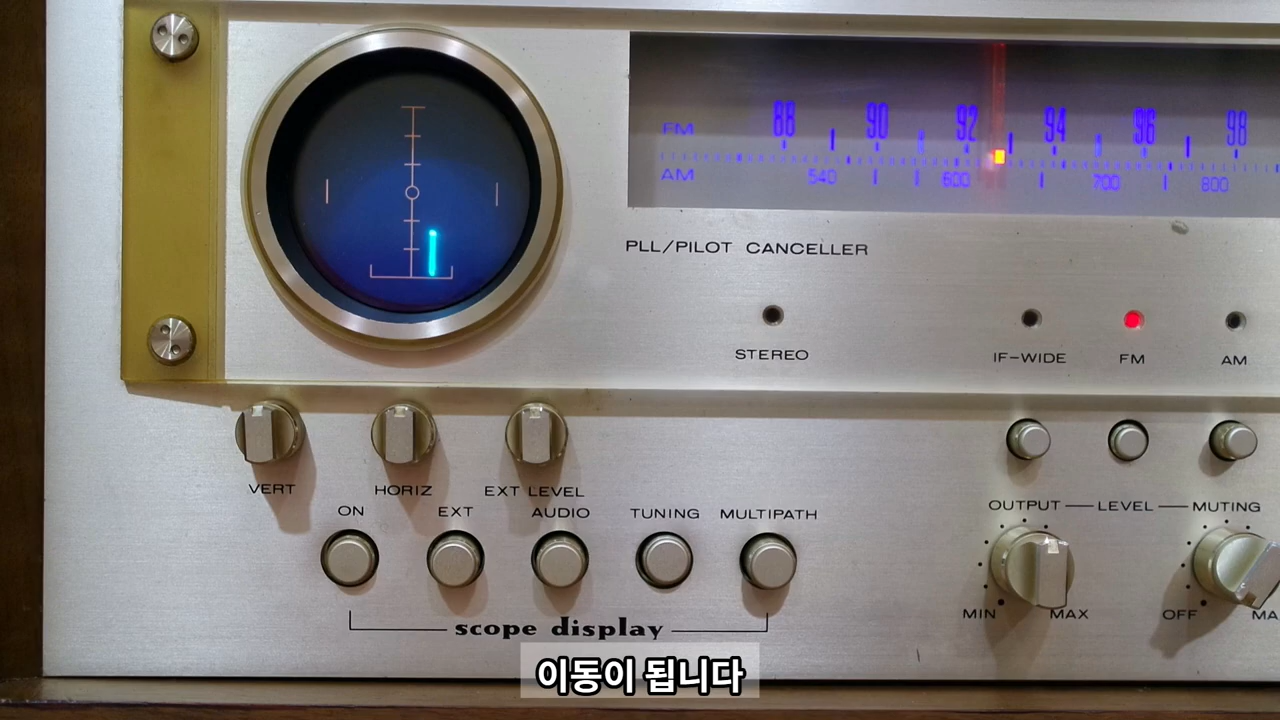 88 90 92 94 96 98
FM
AM
540 600 700 800
PLL/PILOT CANCELLER
STEREO
IF-WIDE FM AM
VERT HORIZ EXT LEVEL
ON EXT AUDIO TUNING MULTIPATH
OUTPUT LEVEL MUTING
MIN MAX OFF MA
scope display
이동이 됩니다